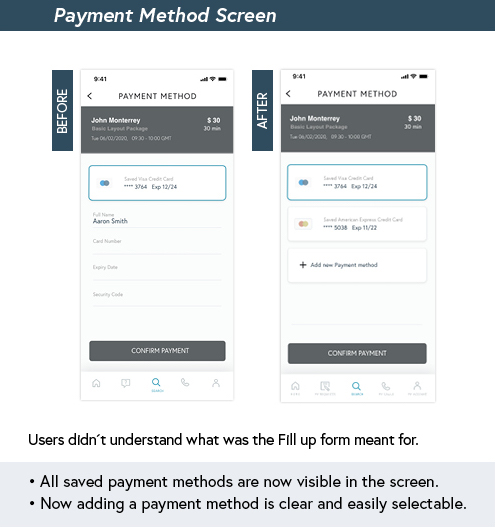 Payment Method Screen
BEFORE
9:41
PAYMENT METHOD
John Monterrey
$ 30
Basic Layout Package
30 min
Tue 06/02/2020, 09:30 - 10:00 GMT
Saved Visa Credit Card
**** 3764 Exp 12/24
Full Name
Aaron Smith
Card Number
Expiry Date
Security Code
CONFIRM PAYMENT
SEARCH
AFTER
9:41
PAYMENT METHOD
John Monterrey
$ 30
Basic Layout Package
30 min
Tue 06/02/2020, 09:30 - 10:00 GMT
Saved Visa Credit Card
**** 3764 Exp 12/24
Saved American Express Credit Card
**** 5038 Exp 11/22
+ Add new Payment method
CONFIRM PAYMENT
SEARCH
Users didn´t understand what was the Fill up form meant for.
• All saved payment methods are now visible in the screen.
• Now adding a payment method is clear and easily selectable.